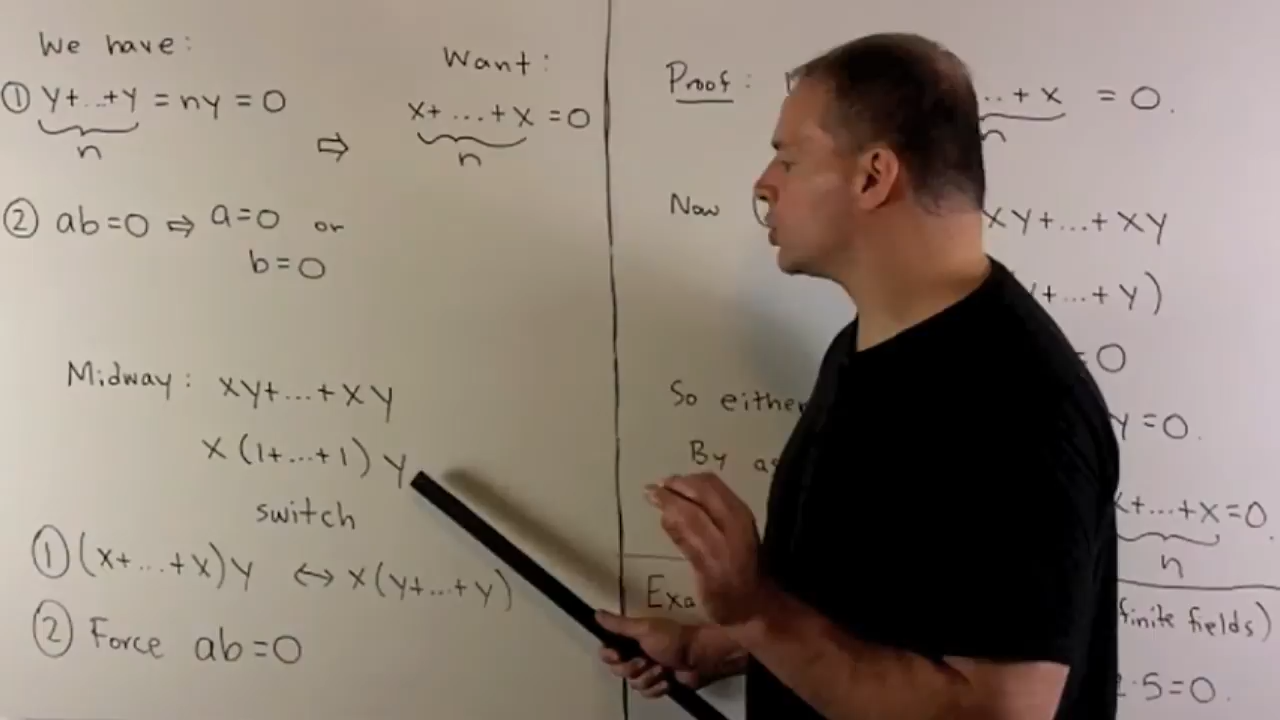 We have:
① y+...+y = ny = 0
n
⇨
② ab=0 ⇨ a=0 or
b=0
Midway: xy+...+xy
x(1+...+1)y
switch
① (x+...+x)y ↔ x(y+...+y)
② Force ab=0
Want:
x+...+x =0
n
Proof:
..+x = 0.
n
Now
xy+...+xy
y+...+y)
=0
So either
y=0.
By as
x+...+x=0.
n
Exa
finite fields)
2·5=0.